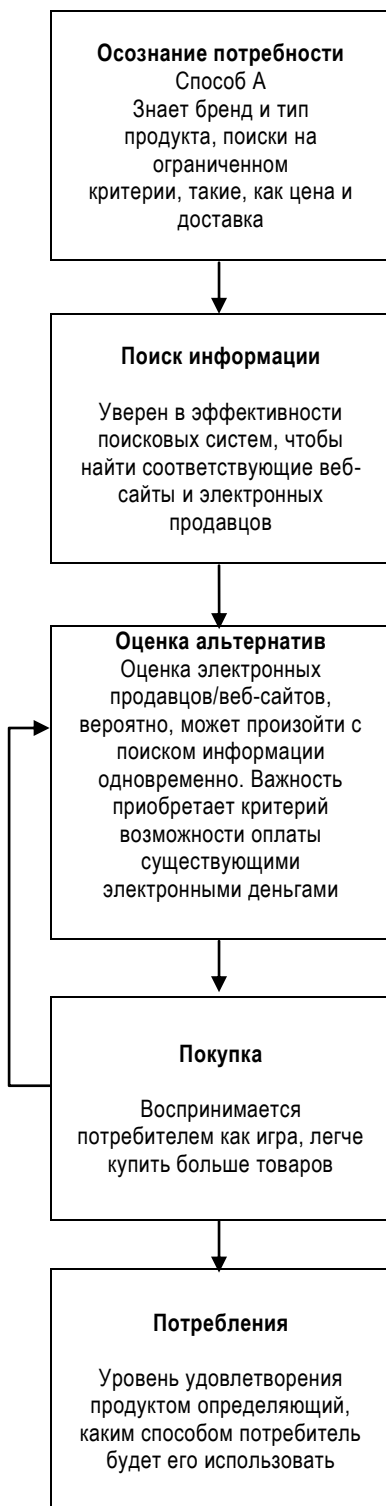 Осознание потребности
Способ А
Знает бренд и тип
продукта, поиски на
ограниченном
критерии, такие, как цена и
доставка
Поиск информации
Уверен в эффективности
поисковых систем, чтобы
найти соответствующие веб-
сайты и электронных
продавцов
Оценка альтернатив
Оценка электронных
продавцов/веб-сайтов,
вероятно, может произойти с
поиском информации
одновременно. Важность
приобретает критерий
возможности оплаты
существующими
электронными деньгами
Покупка
Воспринимается
потребителем как игра, легче
купить больше товаров
Потребления
Уровень удовлетворения
продуктом определяющий,
каким способом потребитель
будет его использовать